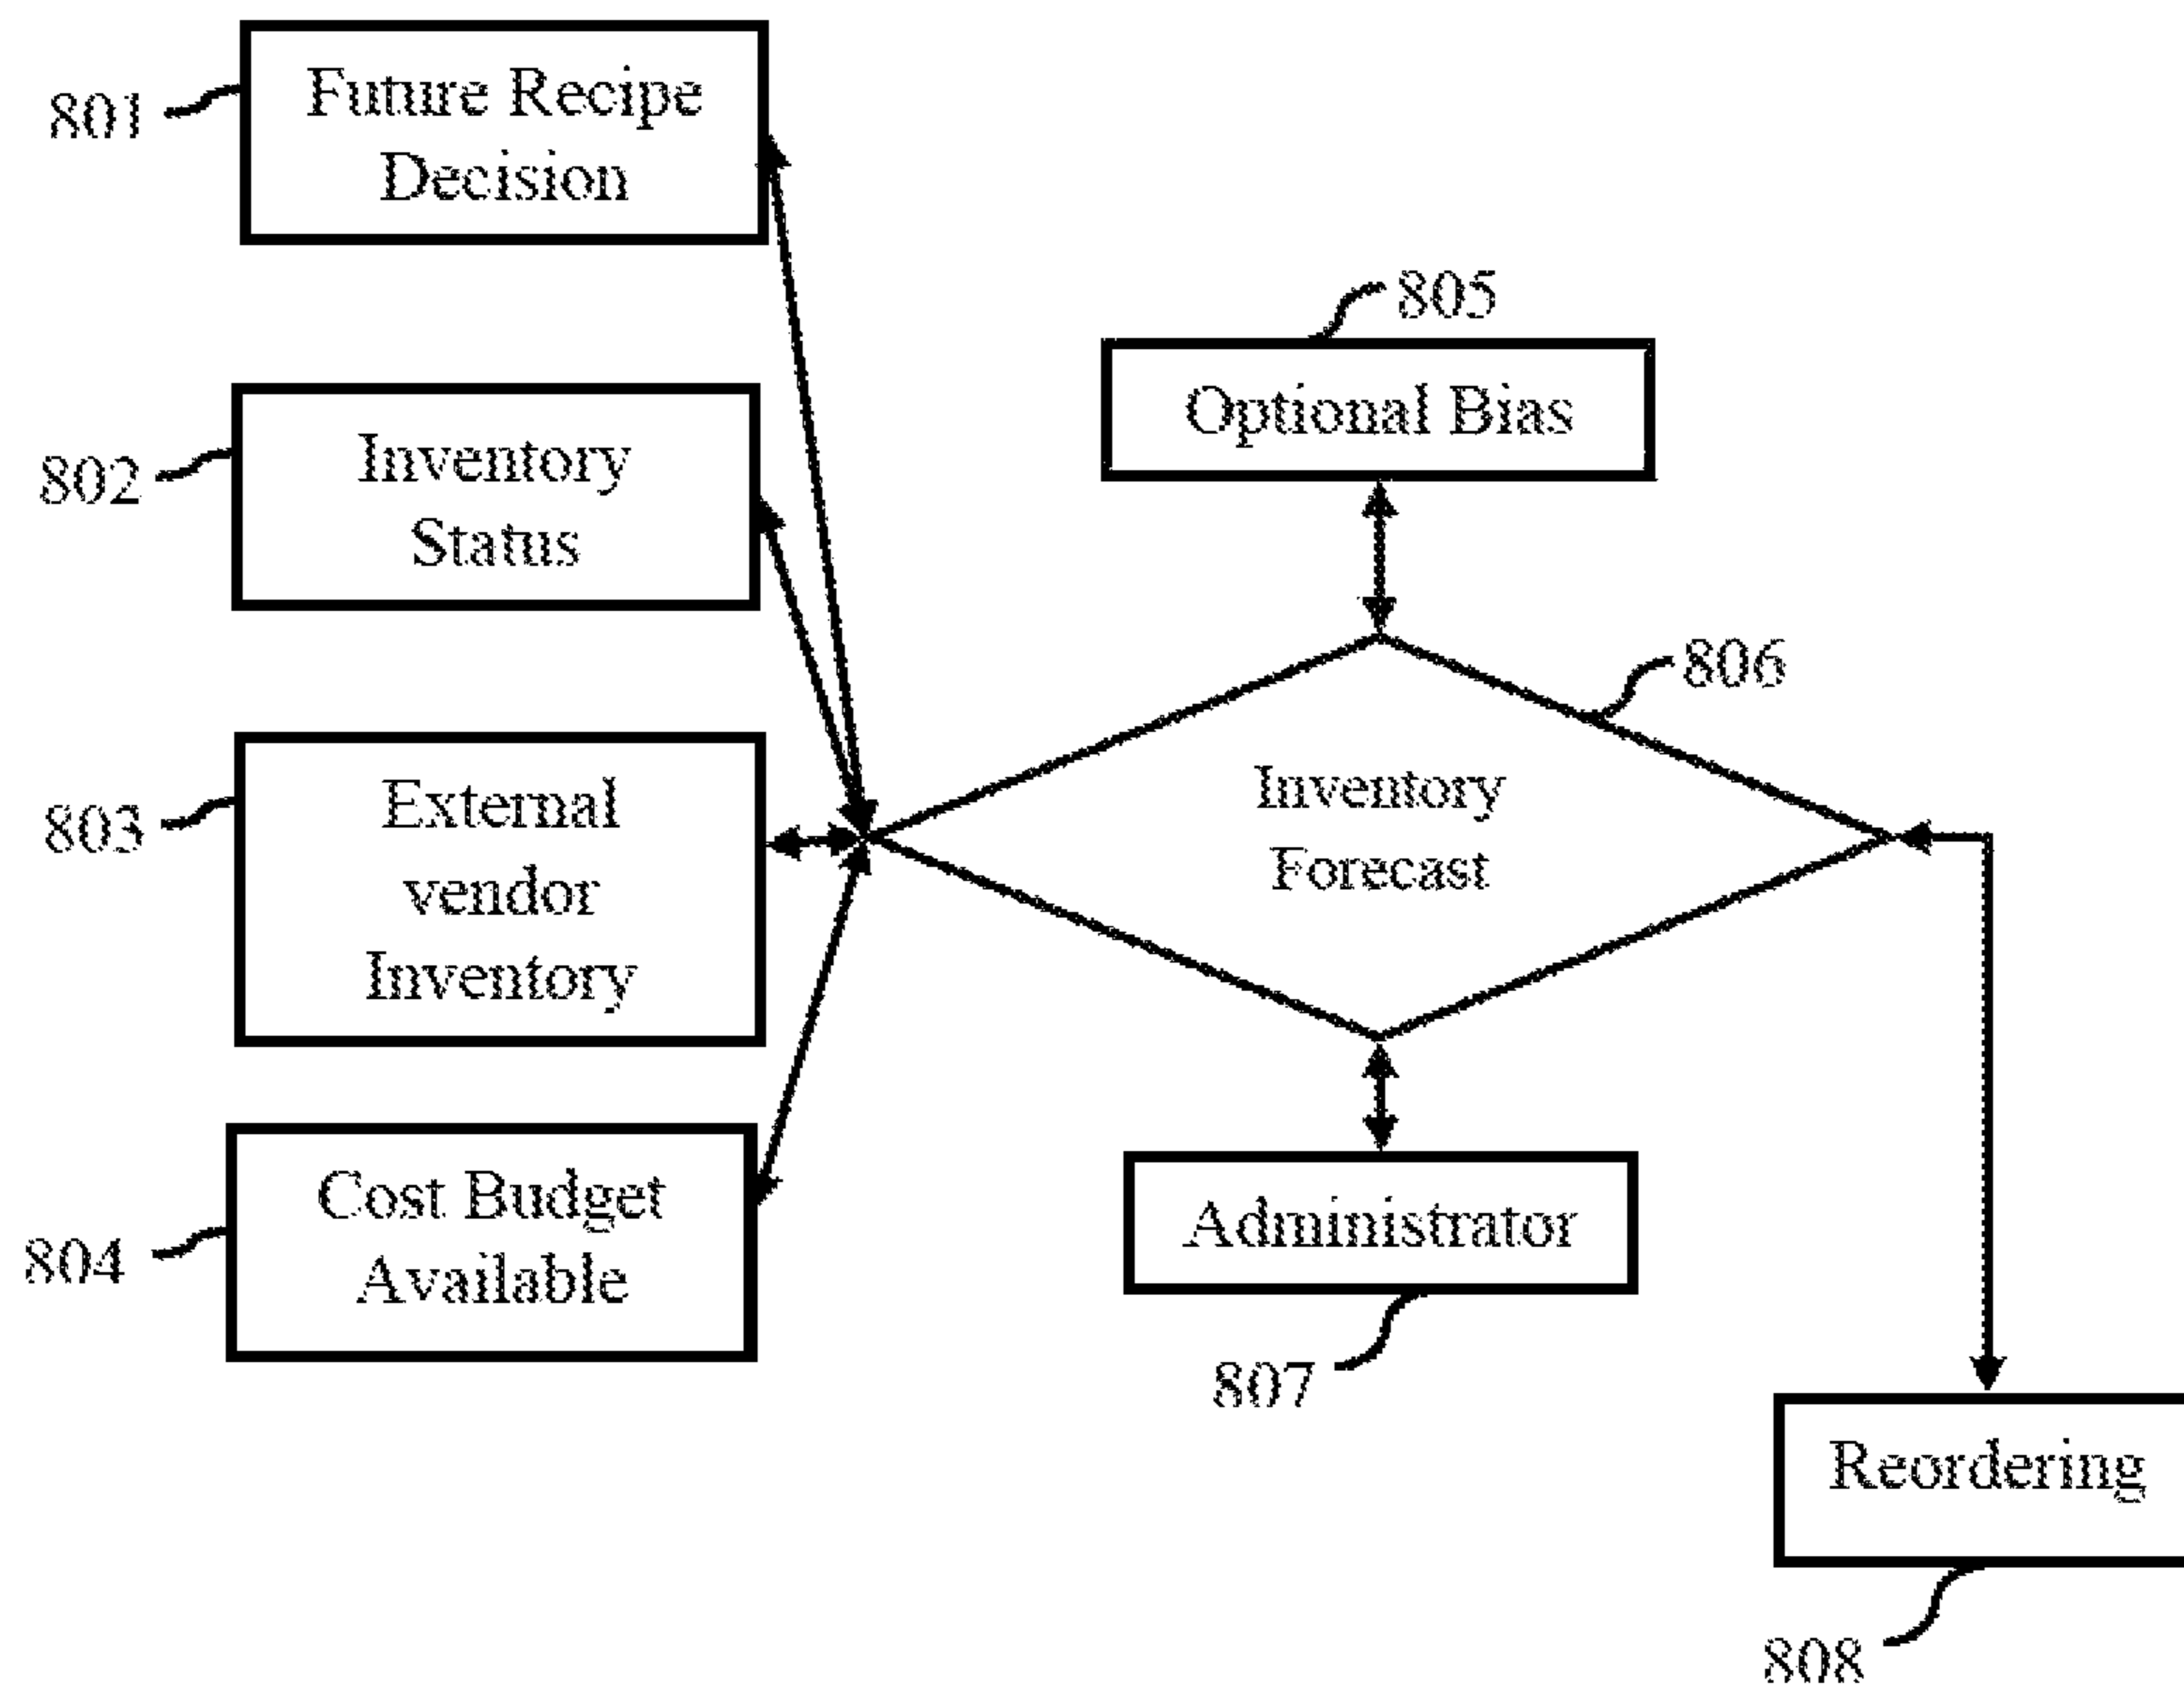 801
Future Recipe
Decision
802
Inventory
Status
803
External
vendor
Inventory
804
Cost Budget
Available
805
Optional Bias
806
Inventory
Forecast
Administrator
807
Reordering
808